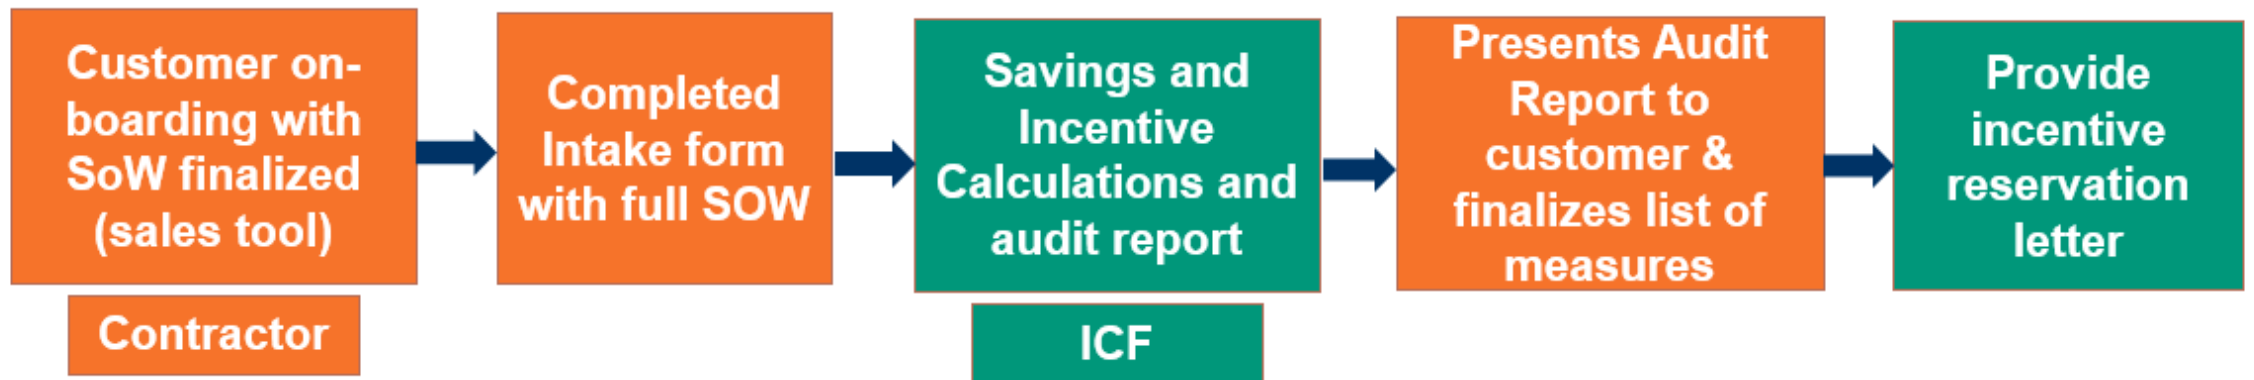 Customer on-
boarding with
SoW finalized
(sales tool)
Contractor
Completed
Intake form
with full SOW
Savings and
Incentive
Calculations and
audit report
ICF
Presents Audit
Report to
customer &
finalizes list of
measures
Provide
incentive
reservation
letter